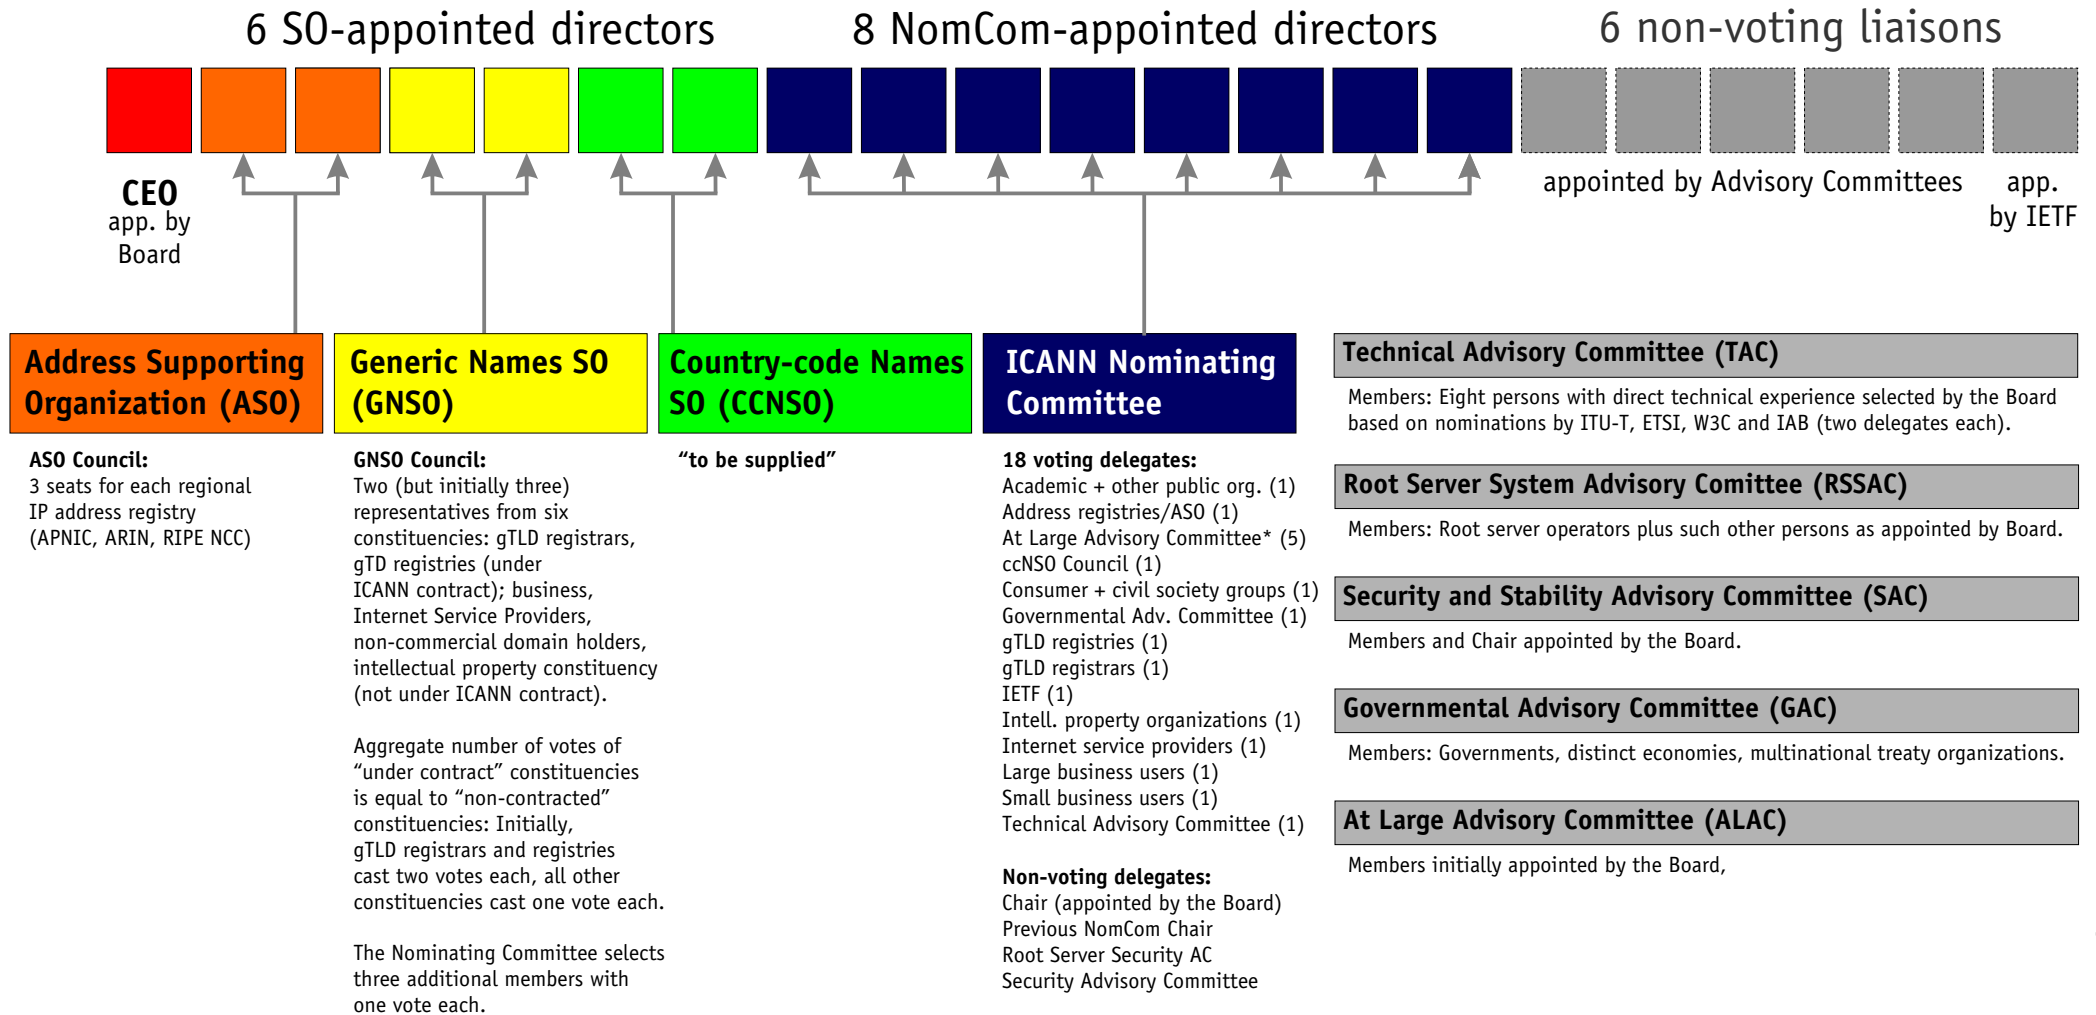 6 SO-appointed directors
8 NomCom-appointed directors
6 non-voting liaisons
CEO
app. by
Board
appointed by Advisory Committees
app.
by IETF
Address Supporting
Organization (ASO)
ASO Council:
3 seats for each regional
IP address registry
(APNIC, ARIN, RIPE NCC)
Generic Names SO
(GNSO)
GNSO Council:
Two (but initially three)
representatives from six
constituencies: gTLD registrars,
gTD registries (under
ICANN contract); business,
Internet Service Providers,
non-commercial domain holders,
intellectual property constituency
(not under ICANN contract).
Aggregate number of votes of
“under contract” constituencies
is equal to “non-contracted”
constituencies: Initially,
gTLD registrars and registries
cast two votes each, all other
constituencies cast one vote each.
The Nominating Committee selects
three additional members with
one vote each.
Country-code Names
SO (CCNSO)
“to be supplied”
ICANN Nominating
Committee
18 voting delegates:
Academic + other public org. (1)
Address registries/ASO (1)
At Large Advisory Committee* (5)
ccNSO Council (1)
Consumer + civil society groups (1)
Governmental Adv. Committee (1)
gTLD registries (1)
gTLD registrars (1)
IETF (1)
Intell. property organizations (1)
Internet service providers (1)
Large business users (1)
Small business users (1)
Technical Advisory Committee (1)
Non-voting delegates:
Chair (appointed by the Board)
Previous NomCom Chair
Root Server Security AC
Security Advisory Committee
Technical Advisory Committee (TAC)
Members: Eight persons with direct technical experience selected by the Board
based on nominations by ITU-T, ETSI, W3C and IAB (two delegates each).
Root Server System Advisory Comittee (RSSAC)
Members: Root server operators plus such other persons as appointed by Board.
Security and Stability Advisory Committee (SAC)
Members and Chair appointed by the Board.
Governmental Advisory Committee (GAC)
Members: Governments, distinct economies, multinational treaty organizations.
At Large Advisory Committee (ALAC)
Members initially appointed by the Board,